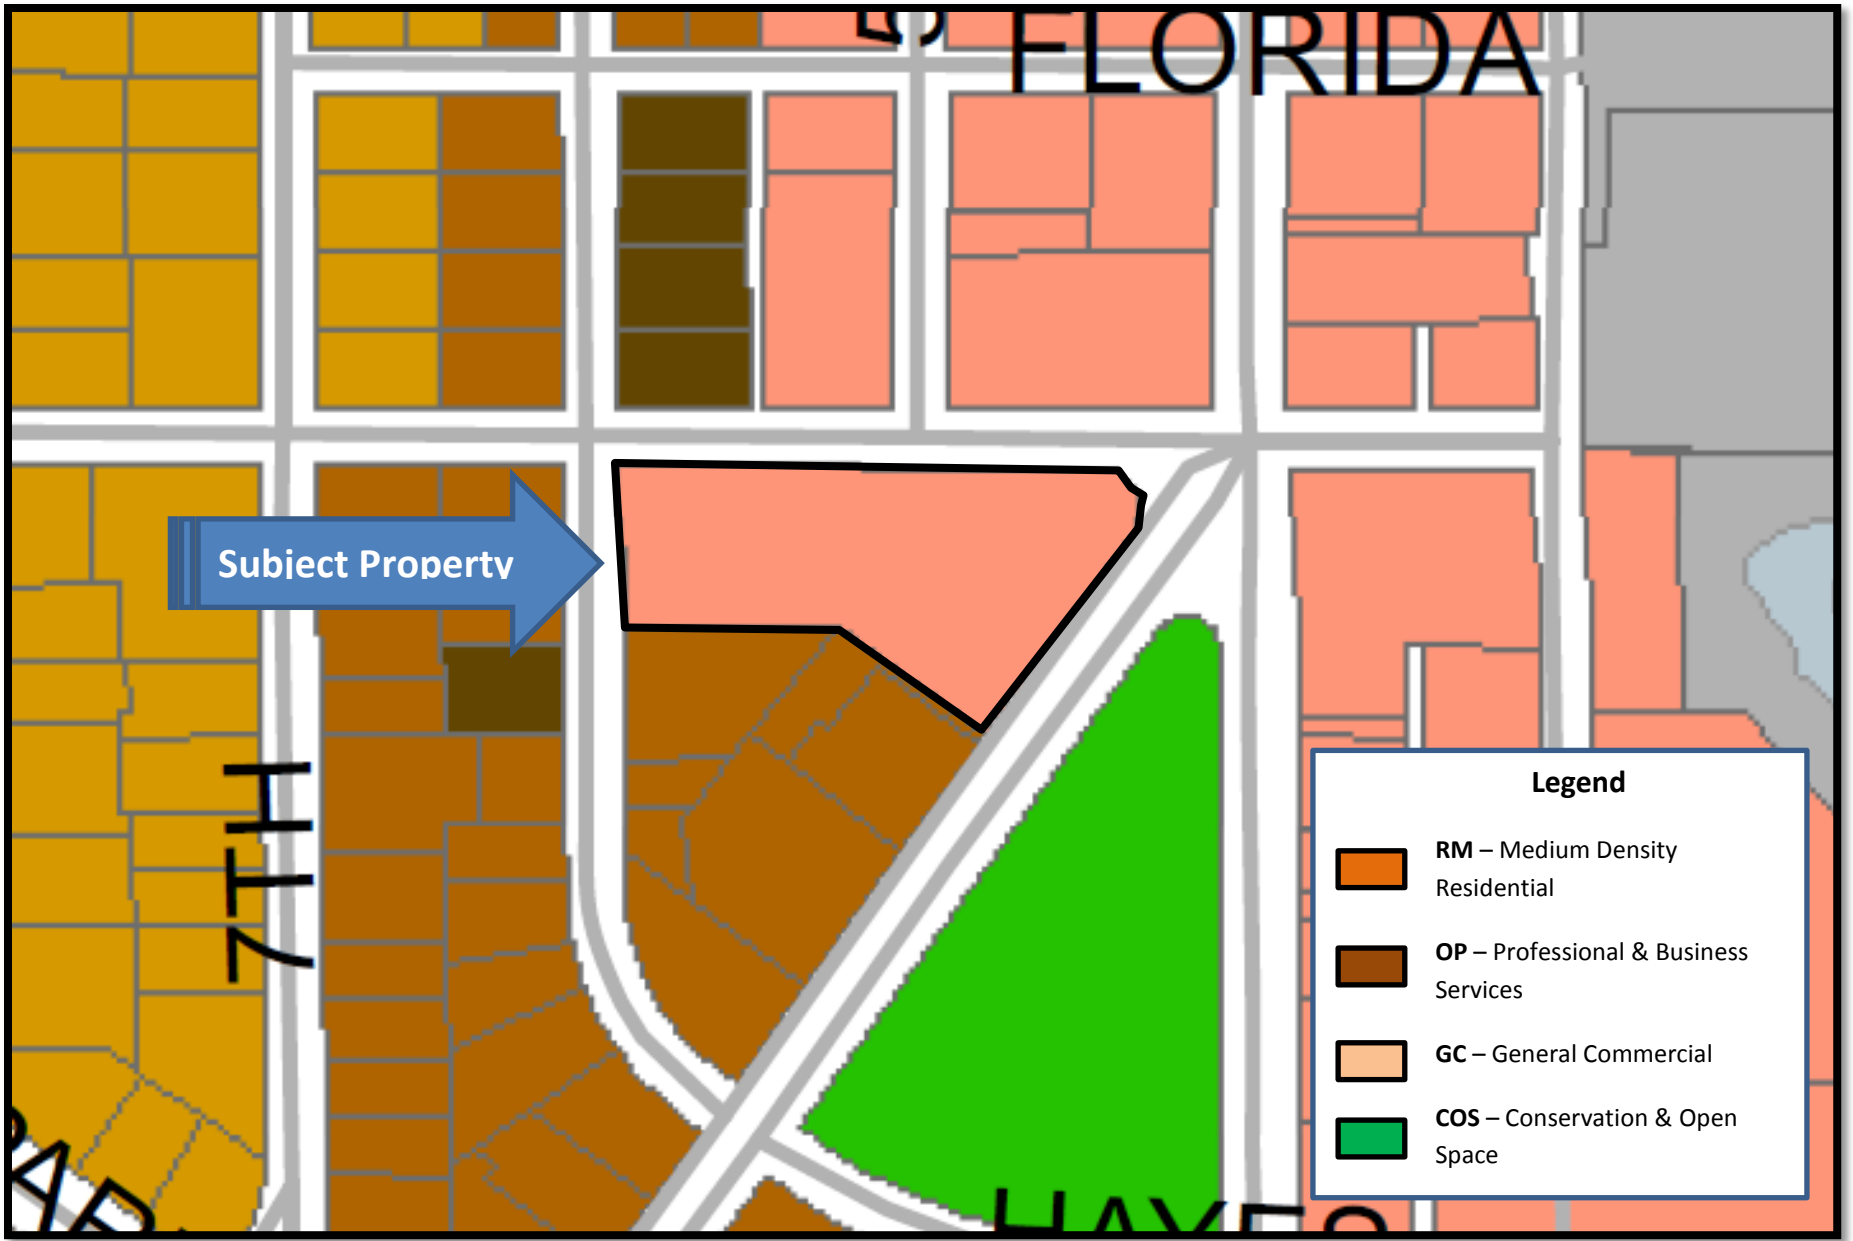 FLORIDA
Subject Property
7TH
Legend
RM – Medium Density
Residential
OP – Professional & Business
Services
GC – General Commercial
COS – Conservation & Open
Space
HAYES